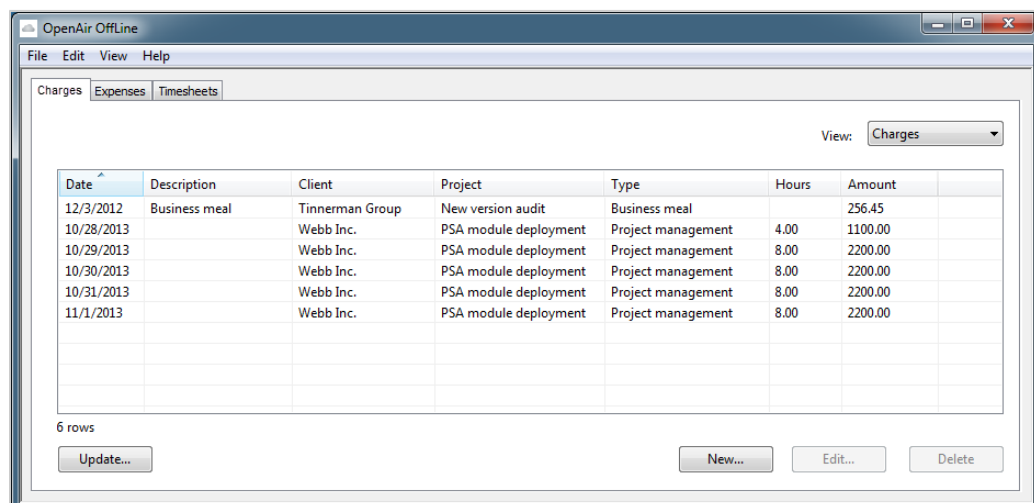 OpenAir OffLine
File Edit View Help
Charges Expenses Timesheets
View: Charges
Date Description Client Project Type Hours Amount
12/3/2012 Business meal Tinnerman Group New version audit Business meal 256.45
10/28/2013 Webb Inc. PSA module deployment Project management 4.00 1100.00
10/29/2013 Webb Inc. PSA module deployment Project management 8.00 2200.00
10/30/2013 Webb Inc. PSA module deployment Project management 8.00 2200.00
10/31/2013 Webb Inc. PSA module deployment Project management 8.00 2200.00
11/1/2013 Webb Inc. PSA module deployment Project management 8.00 2200.00
6 rows
Update... New... Edit... Delete